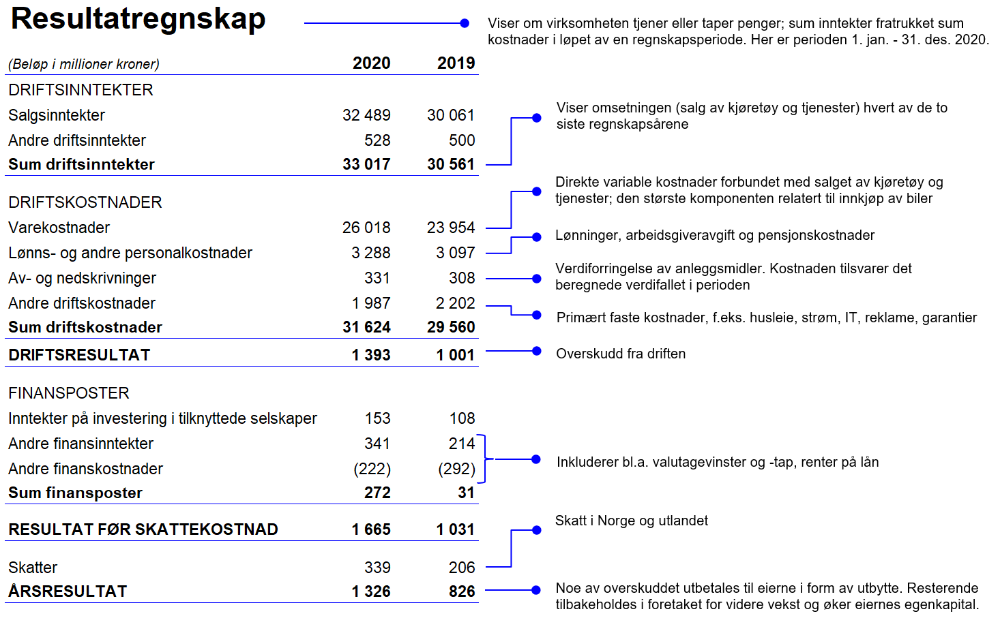 Resultatregnskap
Viser om virksomheten tjener eller taper penger; sum inntekter fratrukket sum
kostnader i løpet av en regnskapsperiode. Her er perioden 1. jan. - 31. des. 2020.
(Beløp i millioner kroner) 2020 2019
DRIFTSINNTEKTER
Salgsinntekter 32 489 30 061
Viser omsetningen (salg av kjøretøy og tjenester) hvert av de to
siste regnskapsårene
Andre driftsinntekter 528 500
Sum driftsinntekter 33 017 30 561
Direkte variable kostnader forbundet med salget av kjøretøy og
tjenester; den største komponenten relatert til innkjøp av biler
DRIFTSKOSTNADER
Varekostnader 26 018 23 954
Lønns- og andre personalkostnader 3 288 3 097
Lønninger, arbeidsgiveravgift og pensjonskostnader
Av- og nedskrivninger 331 308
Verdiforringelse av anleggsmidler. Kostnaden tilsvarer det
beregnede verdifallet i perioden
Andre driftskostnader 1 987 2 202
Primært faste kostnader, f.eks. husleie, strøm, IT, reklame, garantier
Sum driftskostnader 31 624 29 560
DRIFTSRESULTAT 1 393 1 001
Overskudd fra driften
FINANSPOSTER
Inntekter på investering i tilknyttede selskaper 153 108
Andre finansinntekter 341 214
Andre finanskostnader (222) (292)
Inkluderer bl.a. valutagevinster og -tap, renter på lån
Sum finansposter 272 31
RESULTAT FØR SKATTEKOSTNAD 1 665 1 031
Skatt i Norge og utlandet
Skatter 339 206
ÅRSRESULTAT 1 326 826
Noe av overskuddet utbetales til eierne i form av utbytte. Resterende
tilbakeholdes i foretaket for videre vekst og øker eiernes egenkapital.